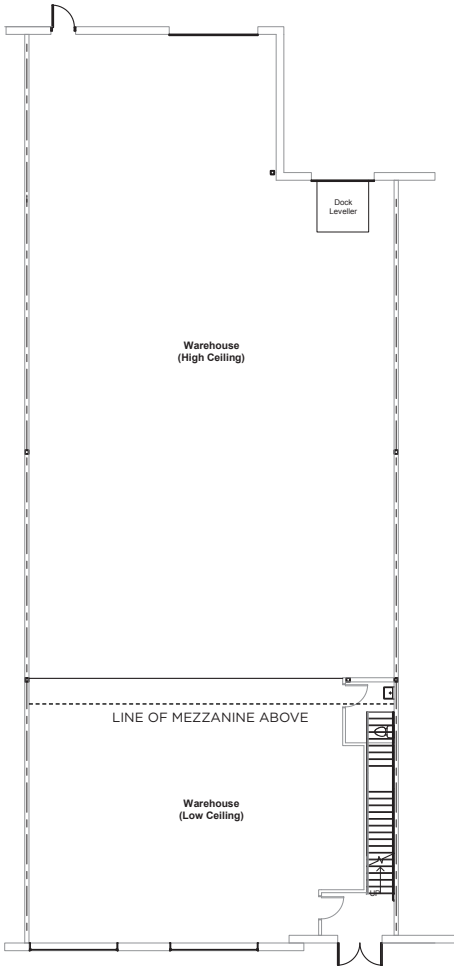 Dock
Leveller
Warehouse
(High Ceiling)
LINE OF MEZZANINE ABOVE
Warehouse
(Low Ceiling)
UP